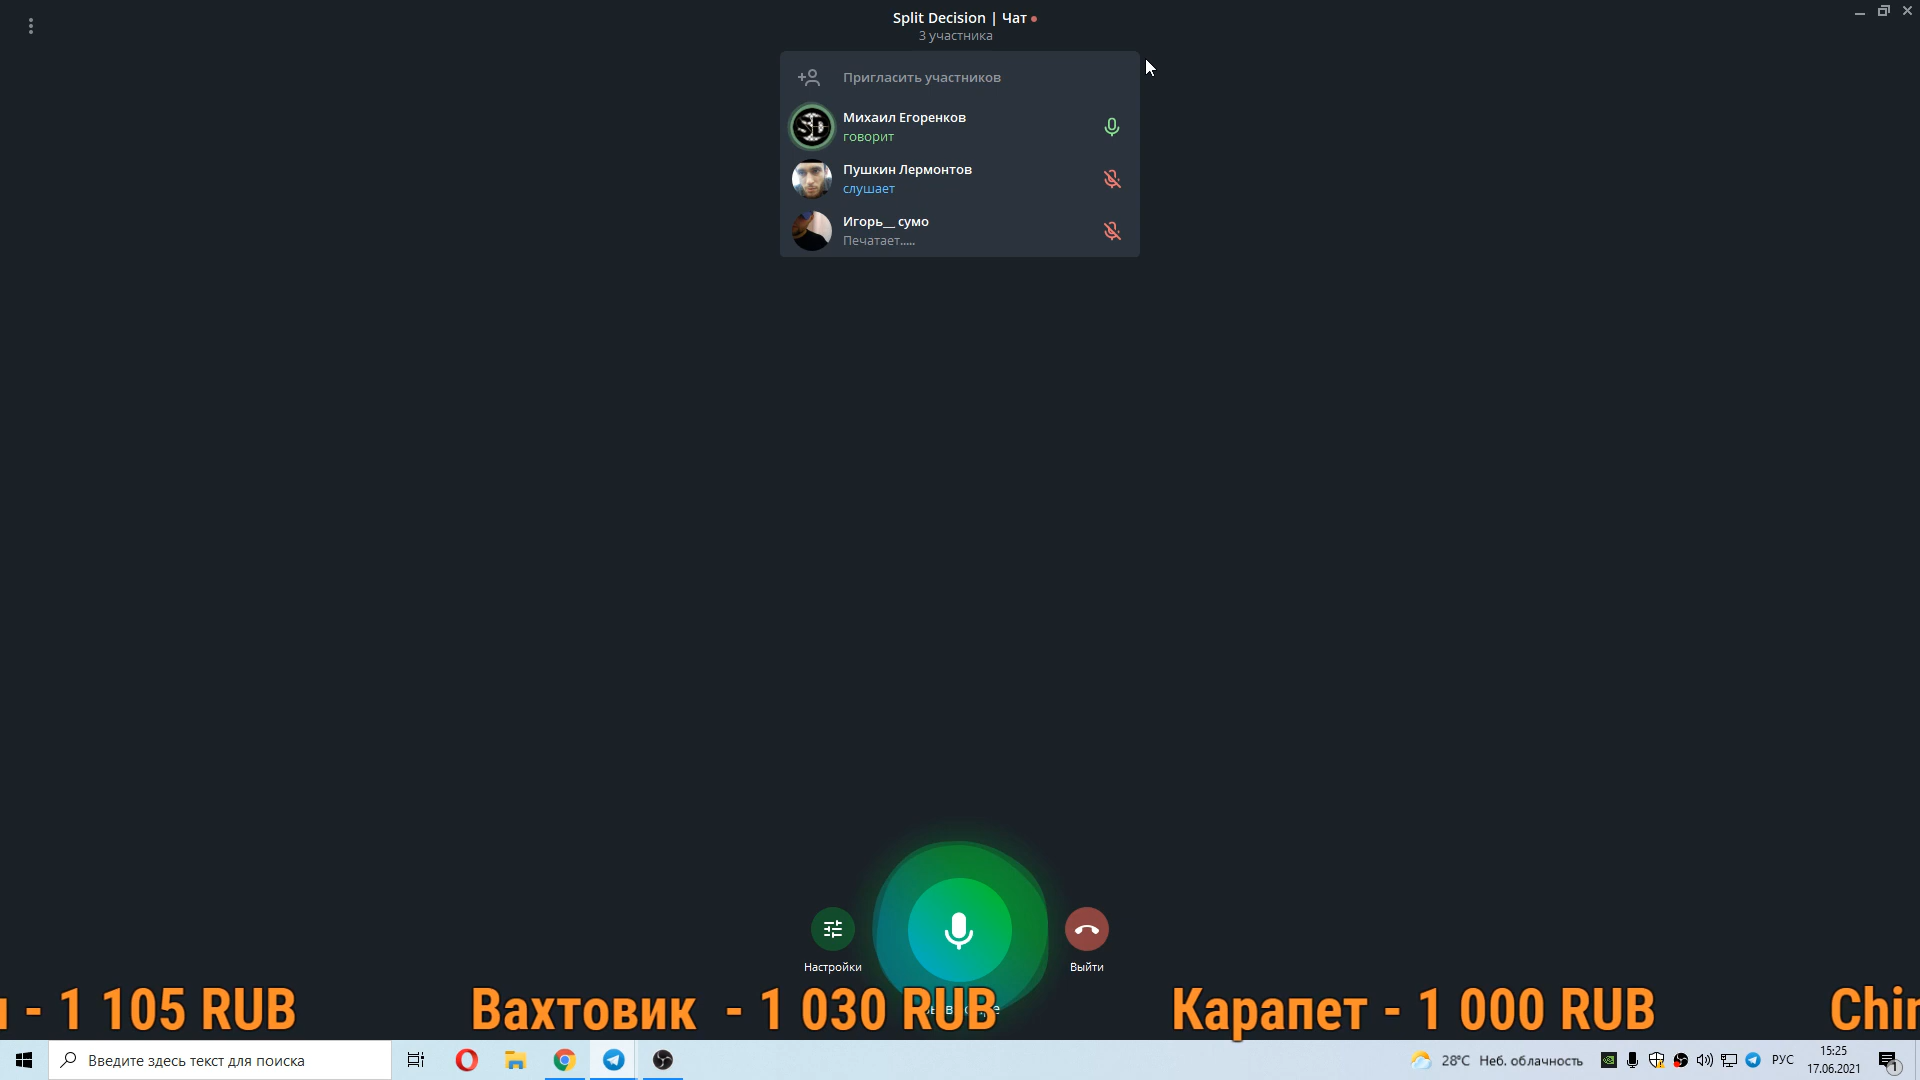 Split Decision | Чат
3 участника
Пригласить участников
Михаил Егоренков
говорит
Пушкин Лермонтов
слушает
Игорь__ сумо
Печатает.....
Настройки
Выйти
- 1 105 RUB
Вахтовик - 1 030 RUB
Карапет - 1 000 RUB
Введите здесь текст для поиска
28°C Неб. облачность
РУС
15:25
17.06.2021
1